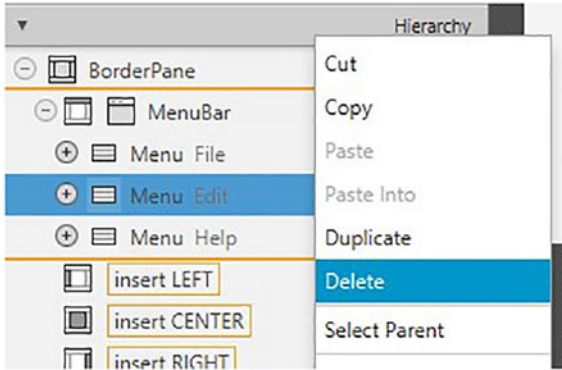 Hierarchy
BorderPane
MenuBar
Menu File
Menu Edit
Menu Help
insert LEFT
insert CENTER
insert RIGHT
Cut
Copy
Paste
Paste Into
Duplicate
Delete
Select Parent